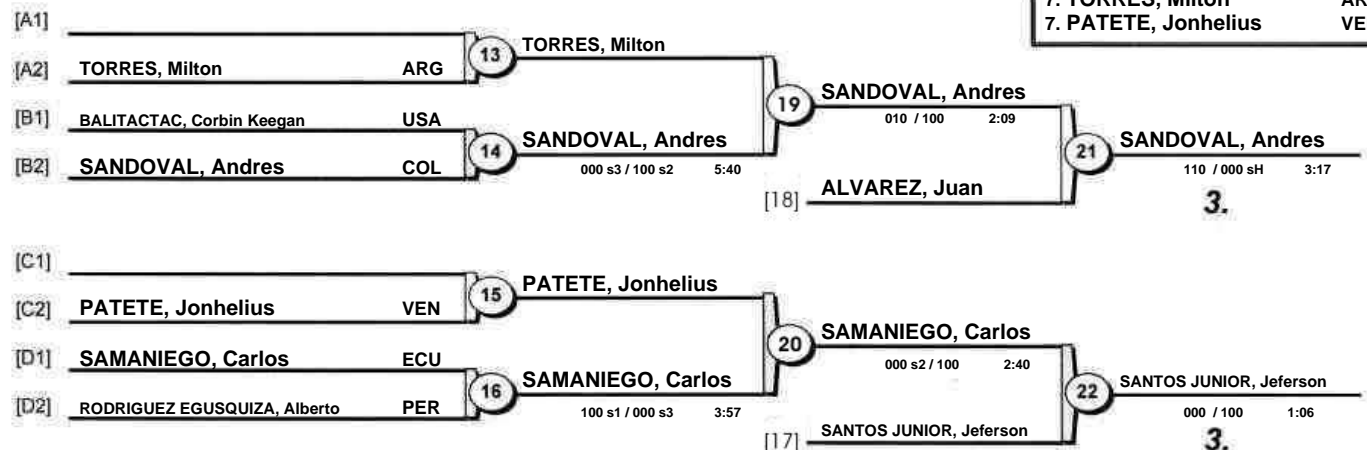 7. TORRES, Milton AR
7. PATETE, Jonhelius VE
[A1]
[A2] TORRES, Milton ARG
13 TORRES, Milton
[B1] BALITACTAC, Corbin Keegan USA
[B2] SANDOVAL, Andres COL
14 SANDOVAL, Andres
000 s3 / 100 s2 5:40
19 SANDOVAL, Andres
010 / 100 2:09
[18] ALVAREZ, Juan
21 SANDOVAL, Andres
110 / 000 sH 3:17
3.
[C1]
[C2] PATETE, Jonhelius VEN
15 PATETE, Jonhelius
[D1] SAMANIEGO, Carlos ECU
[D2] RODRIGUEZ EGUSQUIZA, Alberto PER
16 SAMANIEGO, Carlos
100 s1 / 000 s3 3:57
20 SAMANIEGO, Carlos
000 s2 / 100 2:40
[17] SANTOS JUNIOR, Jeferson
22 SANTOS JUNIOR, Jeferson
000 / 100 1:06
3.